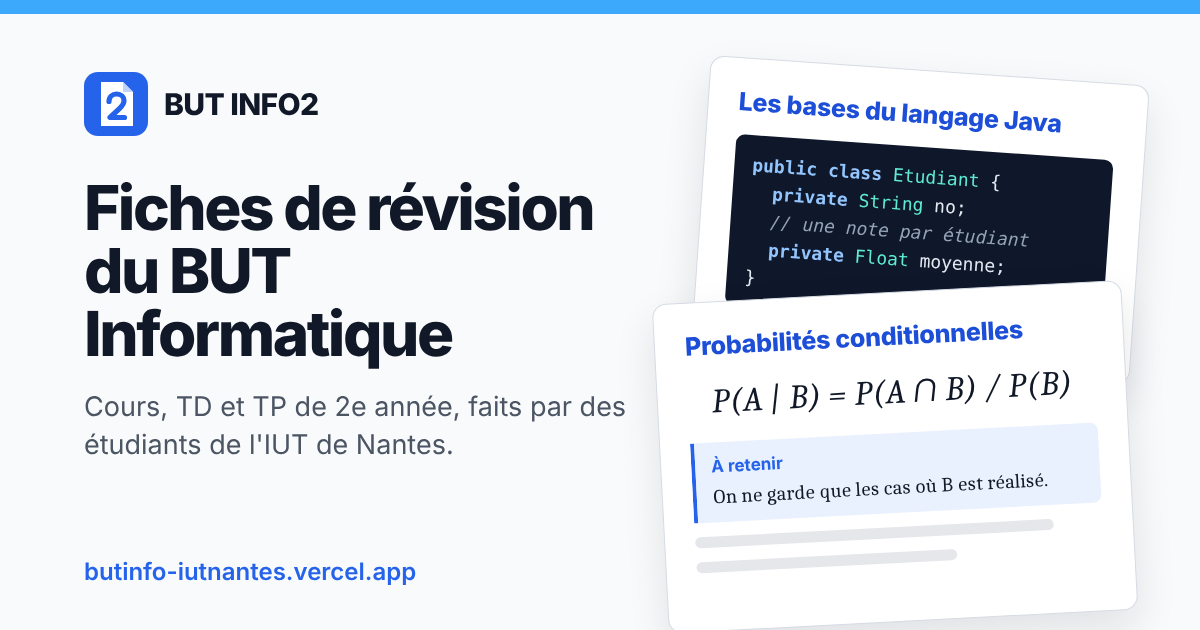 2
BUT INFO2
Fiches de révision
du BUT
Informatique
Cours, TD et TP de 2e année, faits par des
étudiants de l'IUT de Nantes.
butinfo-iutnantes.vercel.app
Les bases du langage Java
public class Etudiant {
  private String no;
  // une note par étudiant
  private Float moyenne;
}
Probabilités conditionnelles
P(A | B) = P(A ∩ B) / P(B)
À retenir
On ne garde que les cas où B est réalisé.